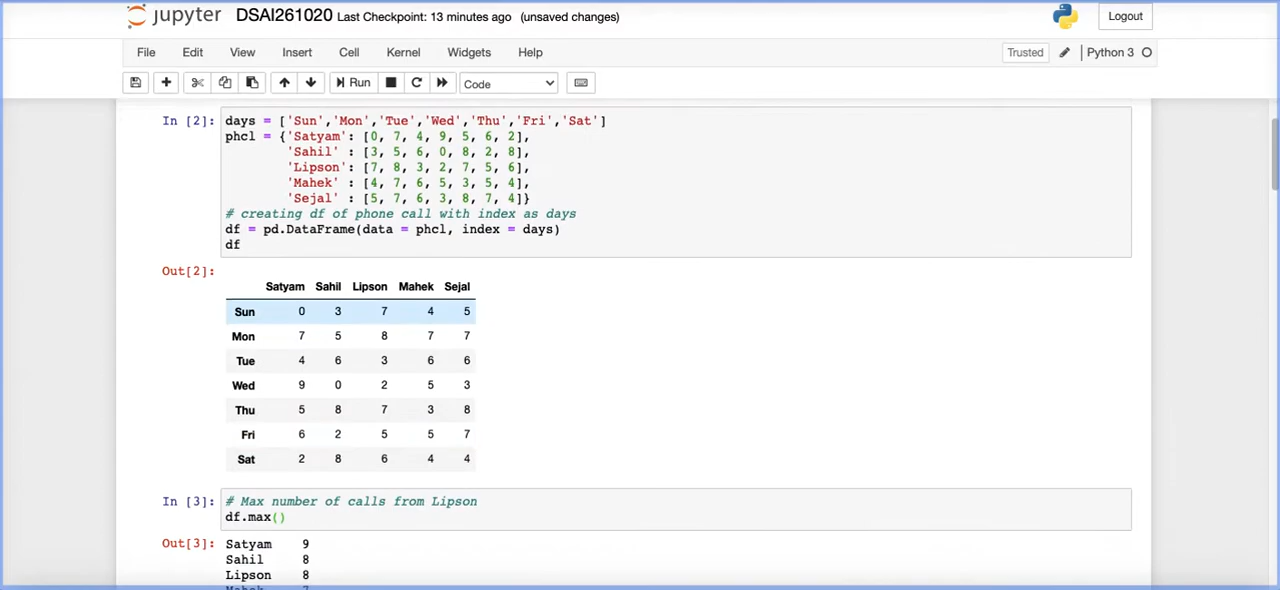 jupyter DSAI261020 Last Checkpoint: 13 minutes ago (unsaved changes) Logout
File Edit View Insert Cell Kernel Widgets Help Trusted Python 3
Run Code
In [2]: days = ['Sun','Mon','Tue','Wed','Thu','Fri','Sat']
phcl = {'Satyam': [0, 7, 4, 9, 5, 6, 2],
'Sahil' : [3, 5, 6, 0, 8, 2, 8],
'Lipson': [7, 8, 3, 2, 7, 5, 6],
'Mahek' : [4, 7, 6, 5, 3, 5, 4],
'Sejal' : [5, 7, 6, 3, 8, 7, 4]}
# creating df of phone call with index as days
df = pd.DataFrame(data = phcl, index = days)
df
Out[2]:
Satyam Sahil Lipson Mahek Sejal
Sun 0 3 7 4 5
Mon 7 5 8 7 7
Tue 4 6 3 6 6
Wed 9 0 2 5 3
Thu 5 8 7 3 8
Fri 6 2 5 5 7
Sat 2 8 6 4 4
In [3]: # Max number of calls from Lipson
df.max()
Out[3]: Satyam 9
Sahil 8
Lipson 8